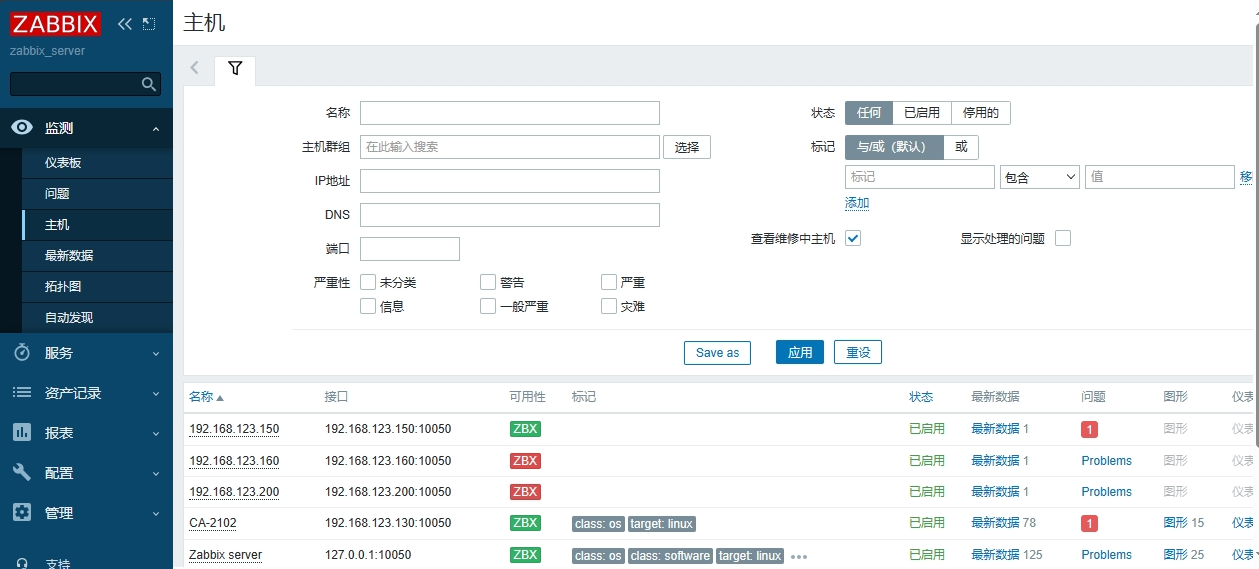 ZABBIX
zabbix_server
监测
仪表板
问题
主机
最新数据
拓扑图
自动发现
服务
资产记录
报表
配置
管理
支持
主机
名称
主机群组 在此输入搜索 选择
IP地址
DNS
端口
严重性 未分类 警告 严重
信息 一般严重 灾难
状态 任何 已启用 停用的
标记 与/或（默认） 或
标记 包含 值 移
添加
查看维修中主机 显示处理的问题
Save as 应用 重设
名称 接口 可用性 标记 状态 最新数据 问题 图形 仪表
192.168.123.150 192.168.123.150:10050 ZBX 已启用 最新数据 1 1 图形 仪表
192.168.123.160 192.168.123.160:10050 ZBX 已启用 最新数据 1 Problems 图形 仪表
192.168.123.200 192.168.123.200:10050 ZBX 已启用 最新数据 1 Problems 图形 仪表
CA-2102 192.168.123.130:10050 ZBX class: os target: linux 已启用 最新数据 78 1 图形 15 仪表
Zabbix server 127.0.0.1:10050 ZBX class: os class: software target: linux ••• 已启用 最新数据 125 Problems 图形 25 仪表